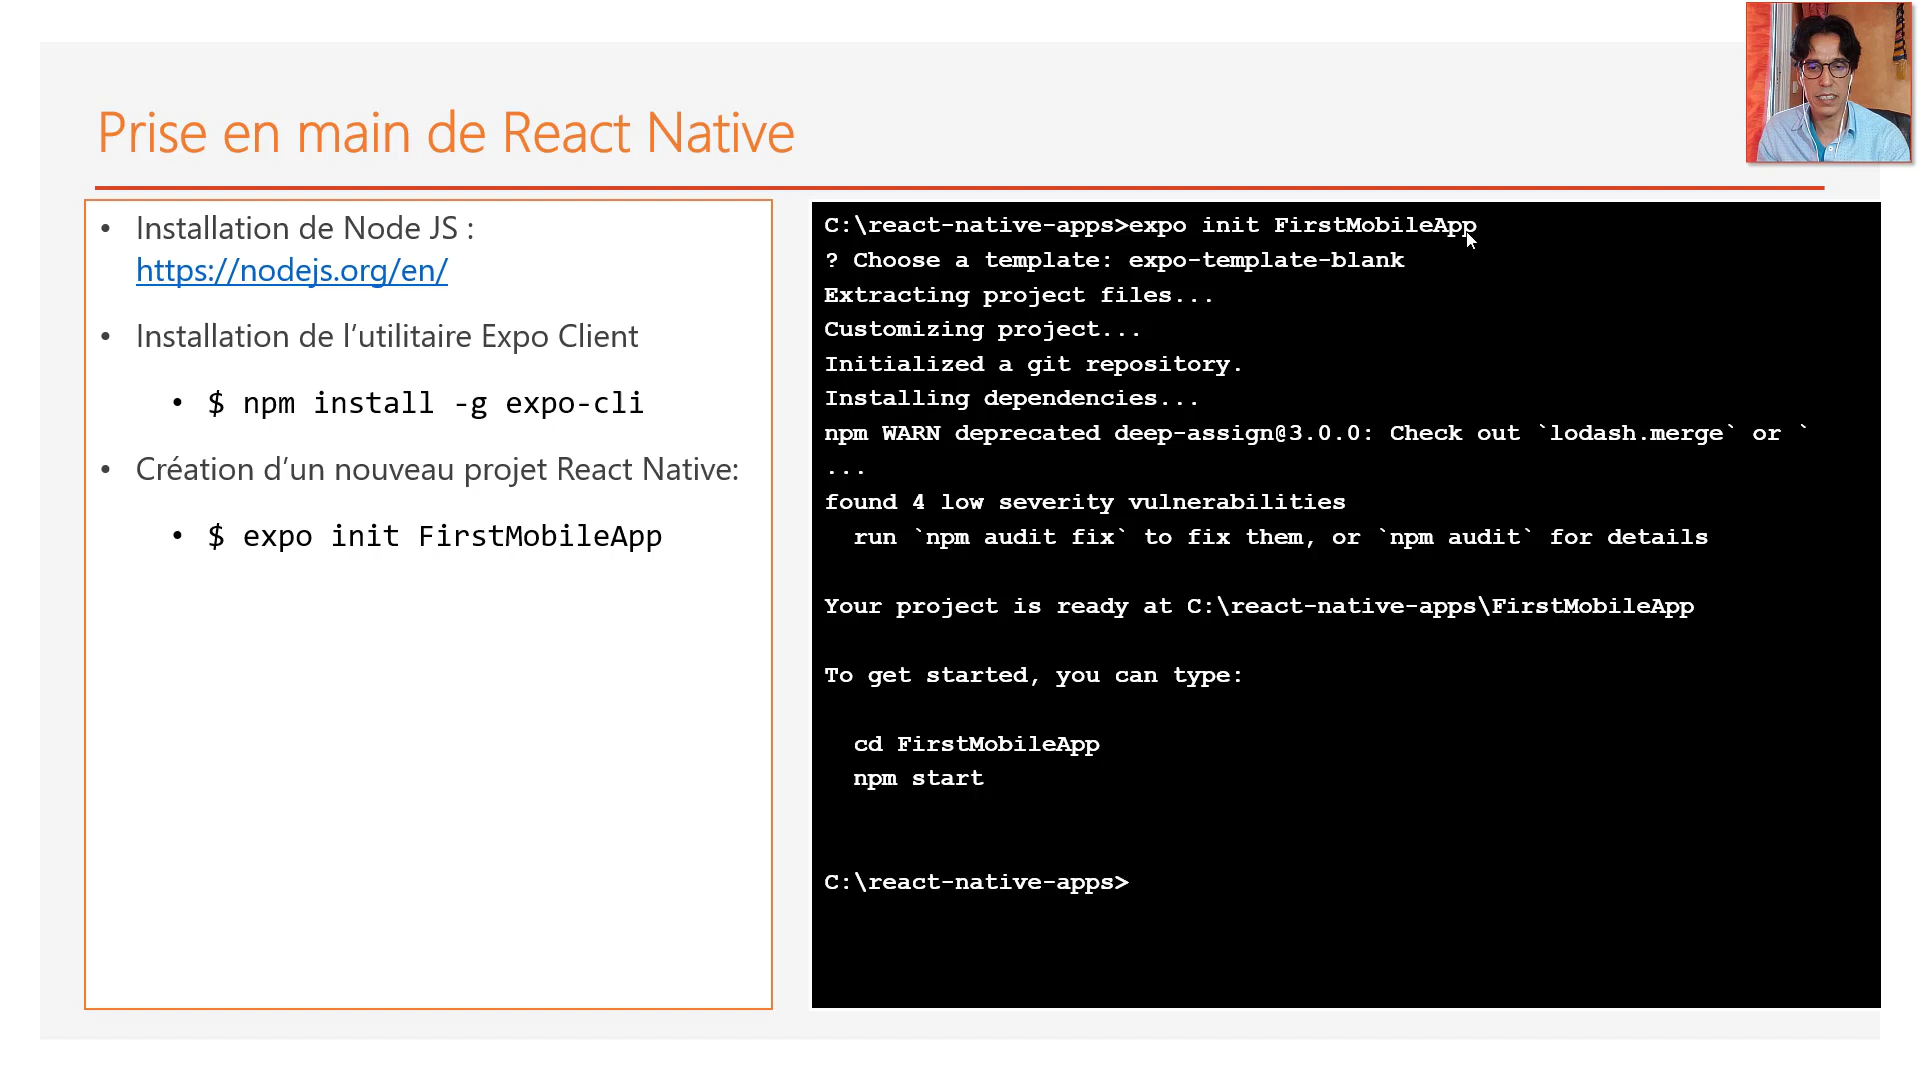 Prise en main de React Native
• Installation de Node JS :
https://nodejs.org/en/
• Installation de l’utilitaire Expo Client
• $ npm install -g expo-cli
• Création d’un nouveau projet React Native:
• $ expo init FirstMobileApp
C:\react-native-apps>expo init FirstMobileApp
? Choose a template: expo-template-blank
Extracting project files...
Customizing project...
Initialized a git repository.
Installing dependencies...
npm WARN deprecated deep-assign@3.0.0: Check out `lodash.merge` or `
...
found 4 low severity vulnerabilities
run `npm audit fix` to fix them, or `npm audit` for details
Your project is ready at C:\react-native-apps\FirstMobileApp
To get started, you can type:
cd FirstMobileApp
npm start
C:\react-native-apps>